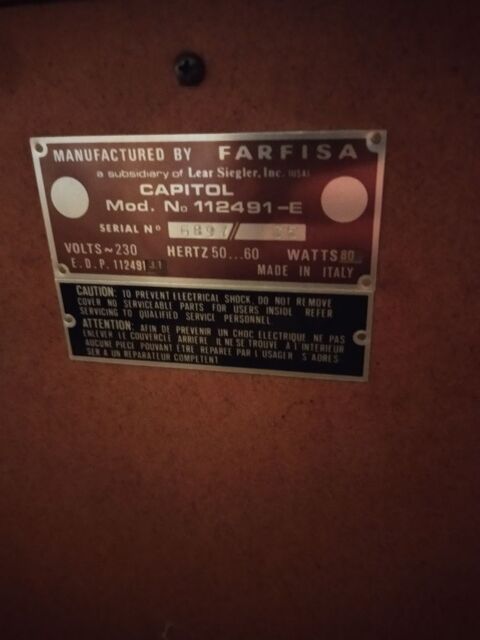 MANUFACTURED BY FARFISA
a subsidiary of Lear Siegler, Inc. (USA)
CAPITOL
Mod. No 112491-E
SERIAL No 6897//
VOLTS~230 HERTZ 50...60 WATTS 80
E.D.P. 112491 MADE IN ITALY
CAUTION: TO PREVENT ELECTRICAL SHOCK, DO NOT REMOVE
COVER NO SERVICEABLE PARTS FOR USERS INSIDE REFER
SERVICING TO QUALIFIED SERVICE PERSONNEL.
ATTENTION: AFIN DE PREVENIR UN CHOC ELECTRIQUE NE PAS
ENLEVER LE COUVERCLE ARRIERE IL NE SE TROUVE A L INTERIEUR
AUCUNE PIECE POUVANT ETRE REPAREE PAR L USAGER S ADRES
SER A UN REPARATEUR COMPETENT